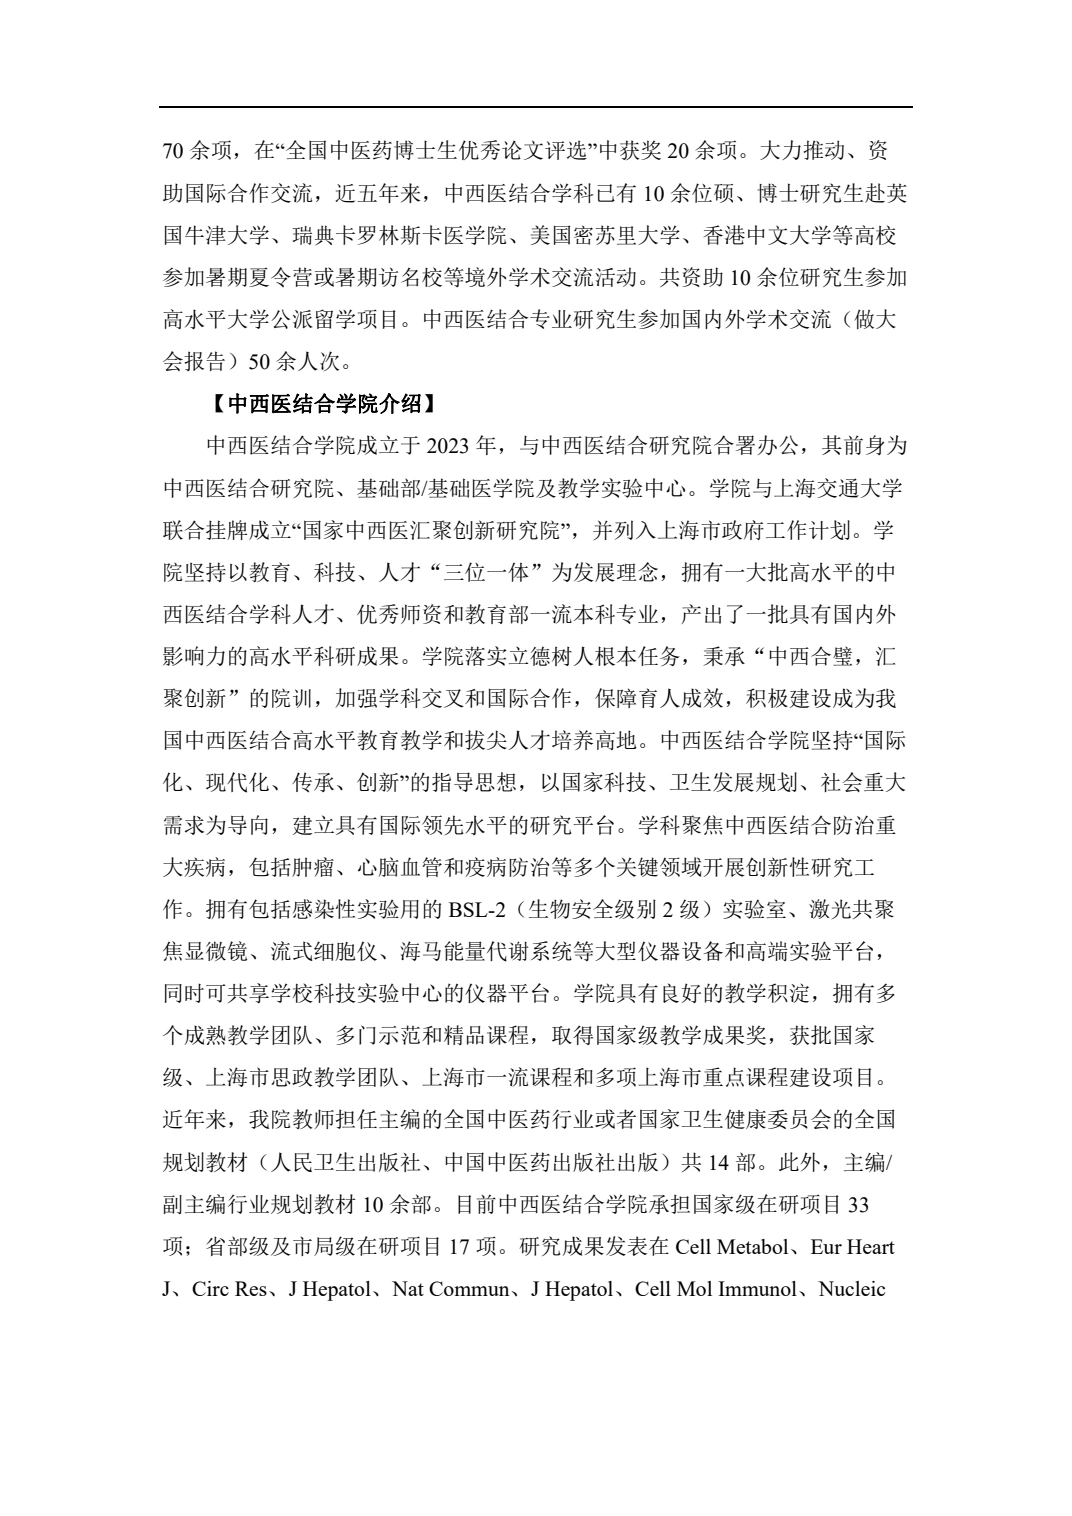 70 余项，在“全国中医药博士生优秀论文评选”中获奖 20 余项。大力推动、资
助国际合作交流，近五年来，中西医结合学科已有 10 余位硕、博士研究生赴英
国牛津大学、瑞典卡罗林斯卡医学院、美国密苏里大学、香港中文大学等高校
参加暑期夏令营或暑期访名校等境外学术交流活动。共资助 10 余位研究生参加
高水平大学公派留学项目。中西医结合专业研究生参加国内外学术交流（做大
会报告）50 余人次。
【中西医结合学院介绍】
中西医结合学院成立于 2023 年，与中西医结合研究院合署办公，其前身为
中西医结合研究院、基础部/基础医学院及教学实验中心。学院与上海交通大学
联合挂牌成立“国家中西医汇聚创新研究院”，并列入上海市政府工作计划。学
院坚持以教育、科技、人才“三位一体”为发展理念，拥有一大批高水平的中
西医结合学科人才、优秀师资和教育部一流本科专业，产出了一批具有国内外
影响力的高水平科研成果。学院落实立德树人根本任务，秉承“中西合璧，汇
聚创新”的院训，加强学科交叉和国际合作，保障育人成效，积极建设成为我
国中西医结合高水平教育教学和拔尖人才培养高地。中西医结合学院坚持“国际
化、现代化、传承、创新”的指导思想，以国家科技、卫生发展规划、社会重大
需求为导向，建立具有国际领先水平的研究平台。学科聚焦中西医结合防治重
大疾病，包括肿瘤、心脑血管和疫病防治等多个关键领域开展创新性研究工
作。拥有包括感染性实验用的 BSL-2（生物安全级别 2 级）实验室、激光共聚
焦显微镜、流式细胞仪、海马能量代谢系统等大型仪器设备和高端实验平台，
同时可共享学校科技实验中心的仪器平台。学院具有良好的教学积淀，拥有多
个成熟教学团队、多门示范和精品课程，取得国家级教学成果奖，获批国家
级、上海市思政教学团队、上海市一流课程和多项上海市重点课程建设项目。
近年来，我院教师担任主编的全国中医药行业或者国家卫生健康委员会的全国
规划教材（人民卫生出版社、中国中医药出版社出版）共 14 部。此外，主编/
副主编行业规划教材 10 余部。目前中西医结合学院承担国家级在研项目 33
项；省部级及市局级在研项目 17 项。研究成果发表在 Cell Metabol、Eur Heart
J、Circ Res、J Hepatol、Nat Commun、J Hepatol、Cell Mol Immunol、Nucleic